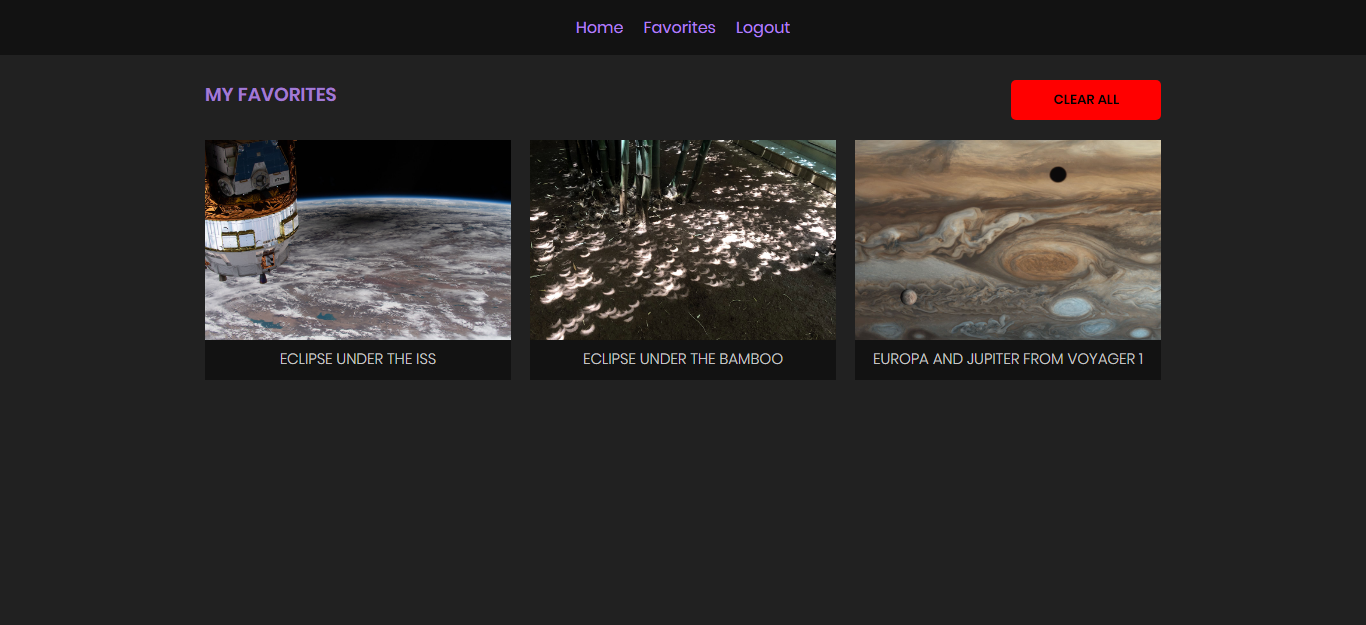 Home Favorites Logout
MY FAVORITES
CLEAR ALL
ECLIPSE UNDER THE ISS
ECLIPSE UNDER THE BAMBOO
EUROPA AND JUPITER FROM VOYAGER 1